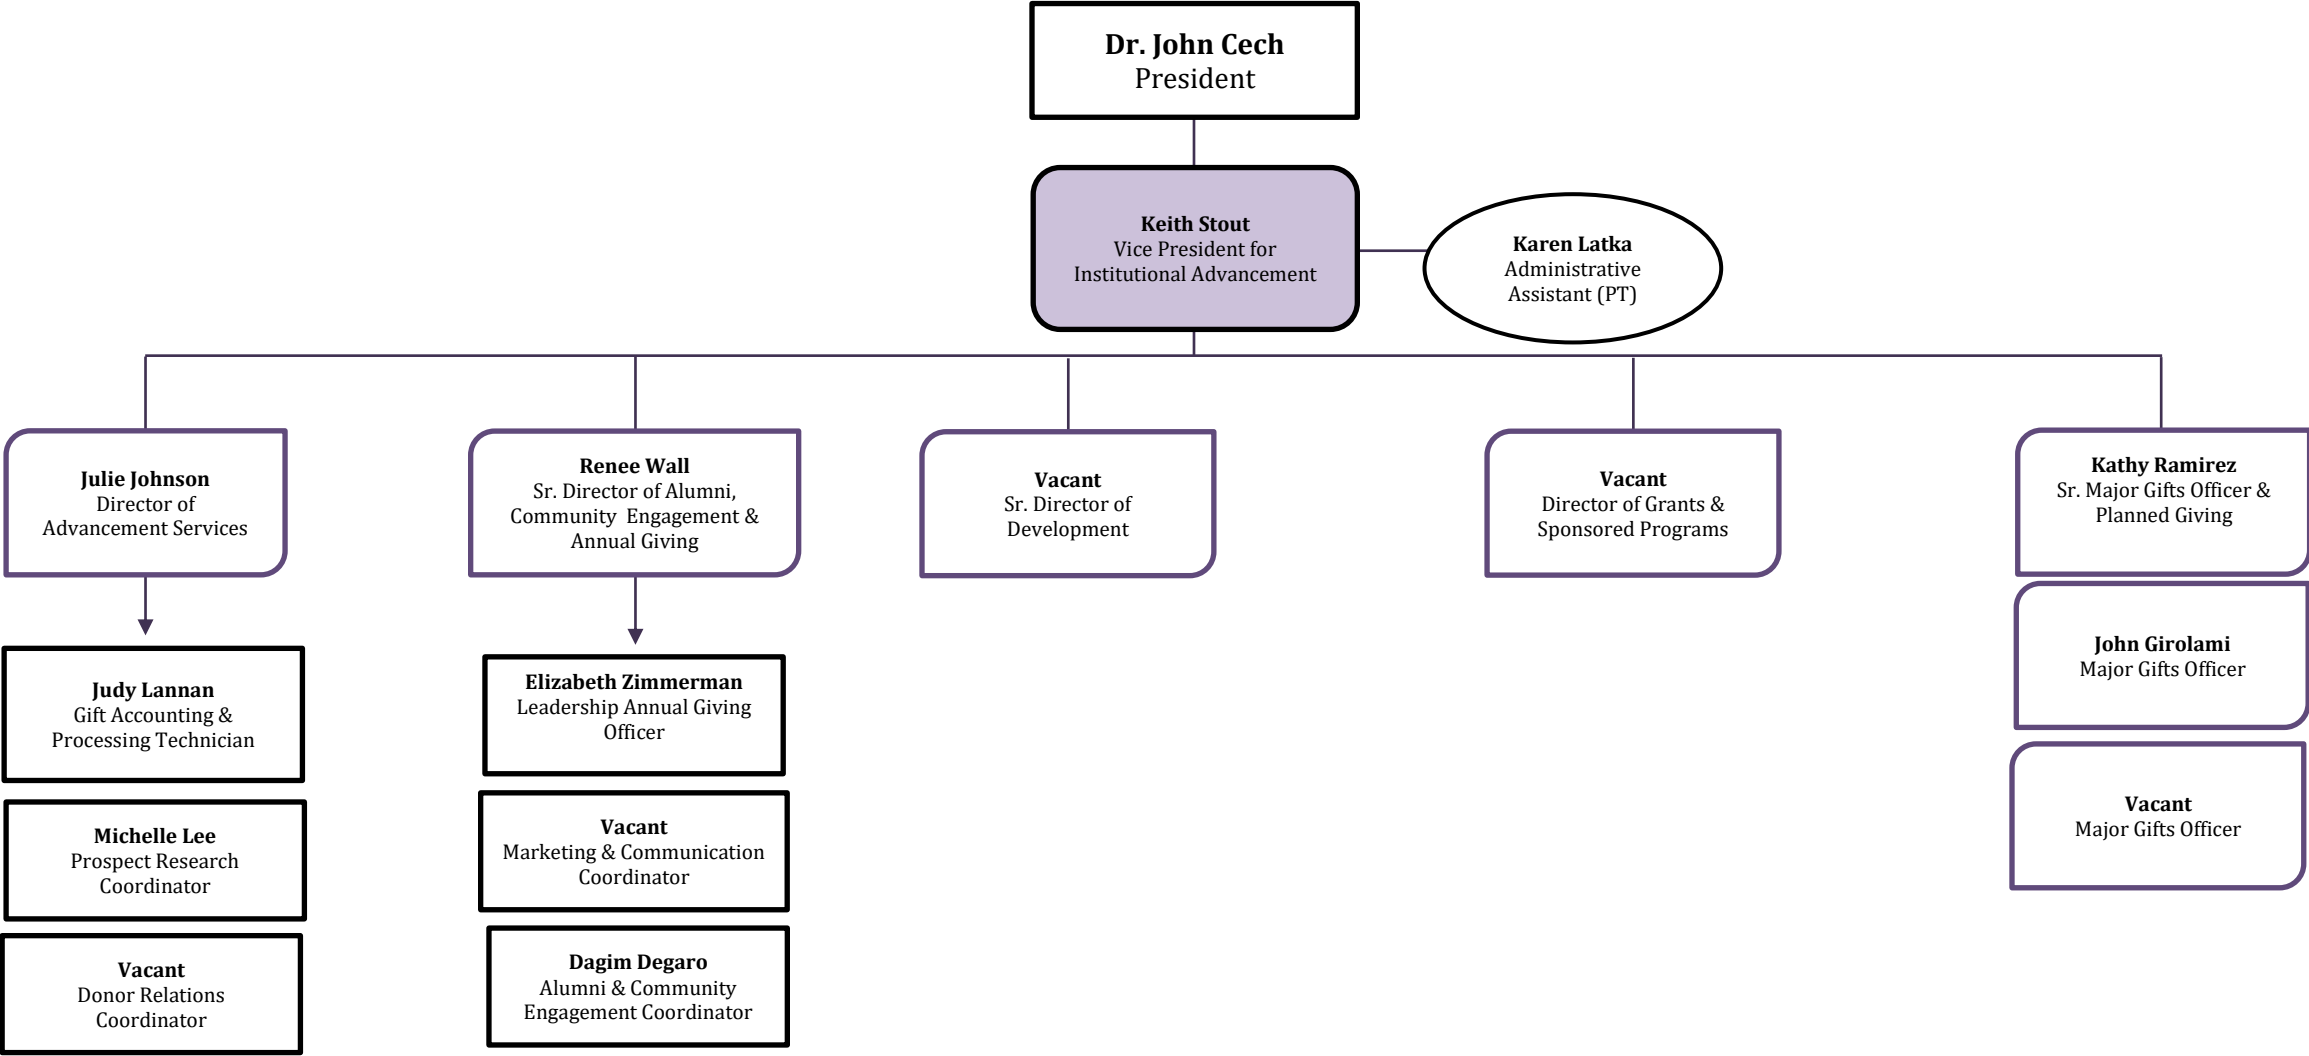 Dr. John Cech
President
Keith Stout
Vice President for
Institutional Advancement
Karen Latka
Administrative
Assistant (PT)
Julie Johnson
Director of
Advancement Services
Renee Wall
Sr. Director of Alumni,
Community Engagement &
Annual Giving
Vacant
Sr. Director of
Development
Vacant
Director of Grants &
Sponsored Programs
Kathy Ramirez
Sr. Major Gifts Officer &
Planned Giving
Judy Lannan
Gift Accounting &
Processing Technician
Michelle Lee
Prospect Research
Coordinator
Vacant
Donor Relations
Coordinator
Elizabeth Zimmerman
Leadership Annual Giving
Officer
Vacant
Marketing & Communication
Coordinator
Dagim Degaro
Alumni & Community
Engagement Coordinator
John Girolami
Major Gifts Officer
Vacant
Major Gifts Officer